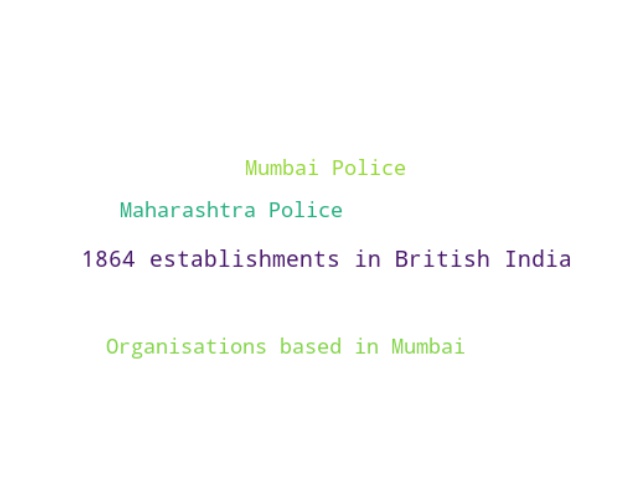 Mumbai Police
Maharashtra Police
1864 establishments in British India
Organisations based in Mumbai